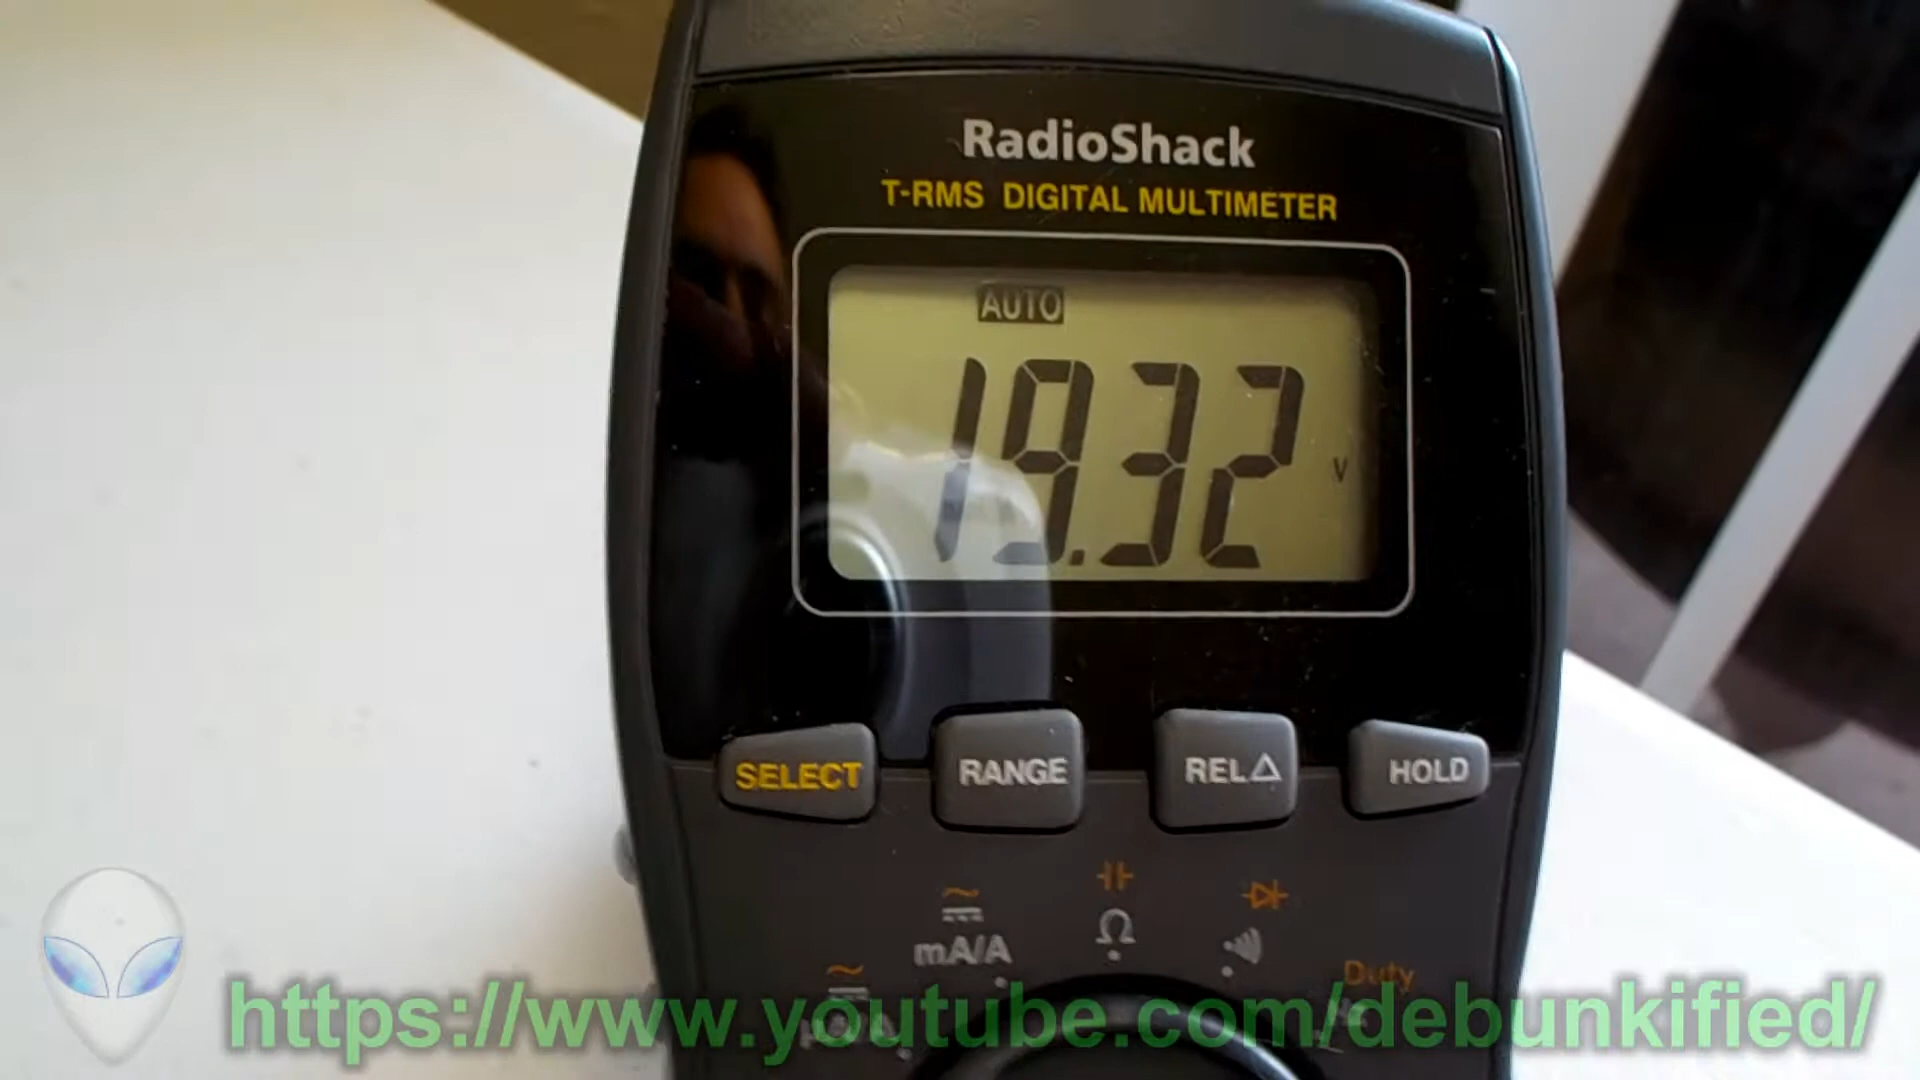 RadioShack
T-RMS DIGITAL MULTIMETER
AUTO
19.32 V
SELECT RANGE REL△ HOLD
mA/A Ω
Duty
https://www.youtube.com/debunkified/